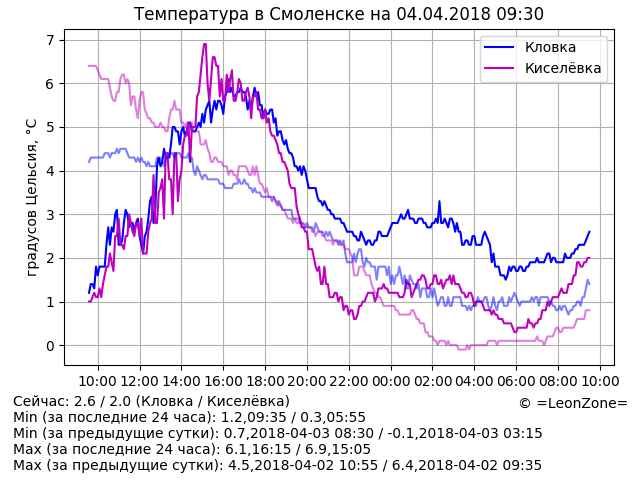 Температура в Смоленске на 04.04.2018 09:30
градусов Цельсия, °C
7
6
5
4
3
2
1
0
Кловка
Киселёвка
10:00 12:00 14:00 16:00 18:00 20:00 22:00 00:00 02:00 04:00 06:00 08:00 10:00
Сейчас: 2.6 / 2.0 (Кловка / Киселёвка)
© =LeonZone=
Min (за последние 24 часа): 1.2,09:35 / 0.3,05:55
Min (за предыдущие сутки): 0.7,2018-04-03 08:30 / -0.1,2018-04-03 03:15
Max (за последние 24 часа): 6.1,16:15 / 6.9,15:05
Max (за предыдущие сутки): 4.5,2018-04-02 10:55 / 6.4,2018-04-02 09:35